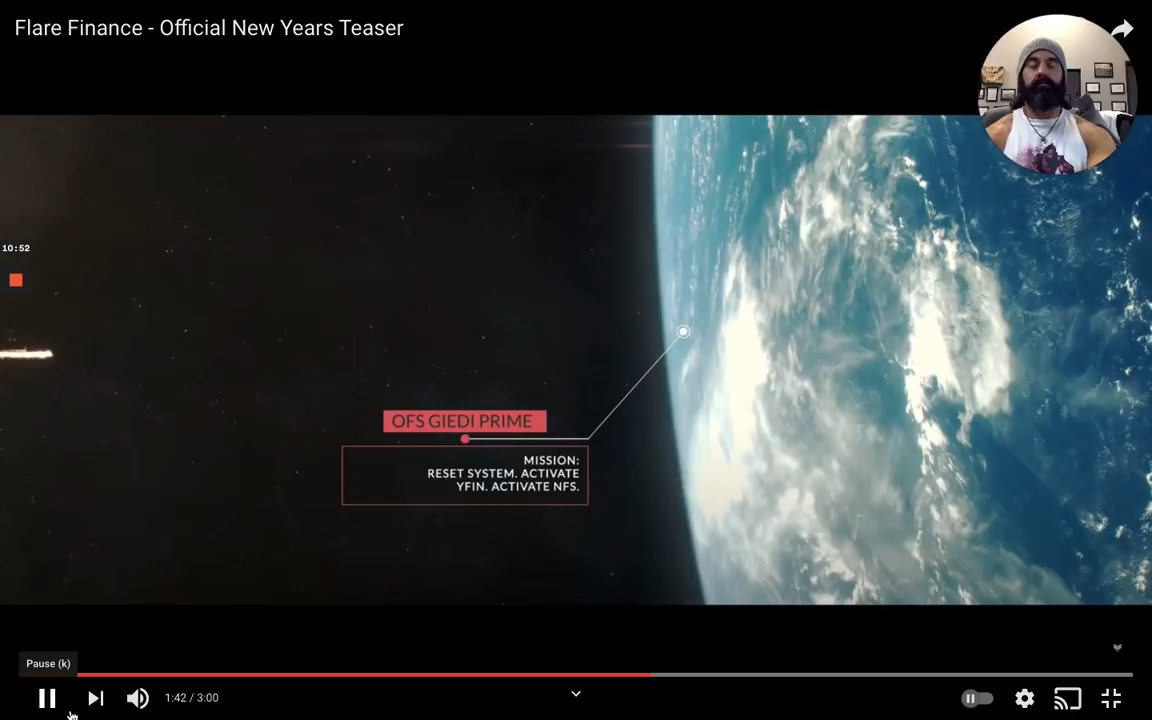 Flare Finance - Official New Years Teaser
10:52
OFS GIEDI PRIME
MISSION:
RESET SYSTEM. ACTIVATE
YFIN. ACTIVATE NFS.
Pause (k)
1:42 / 3:00